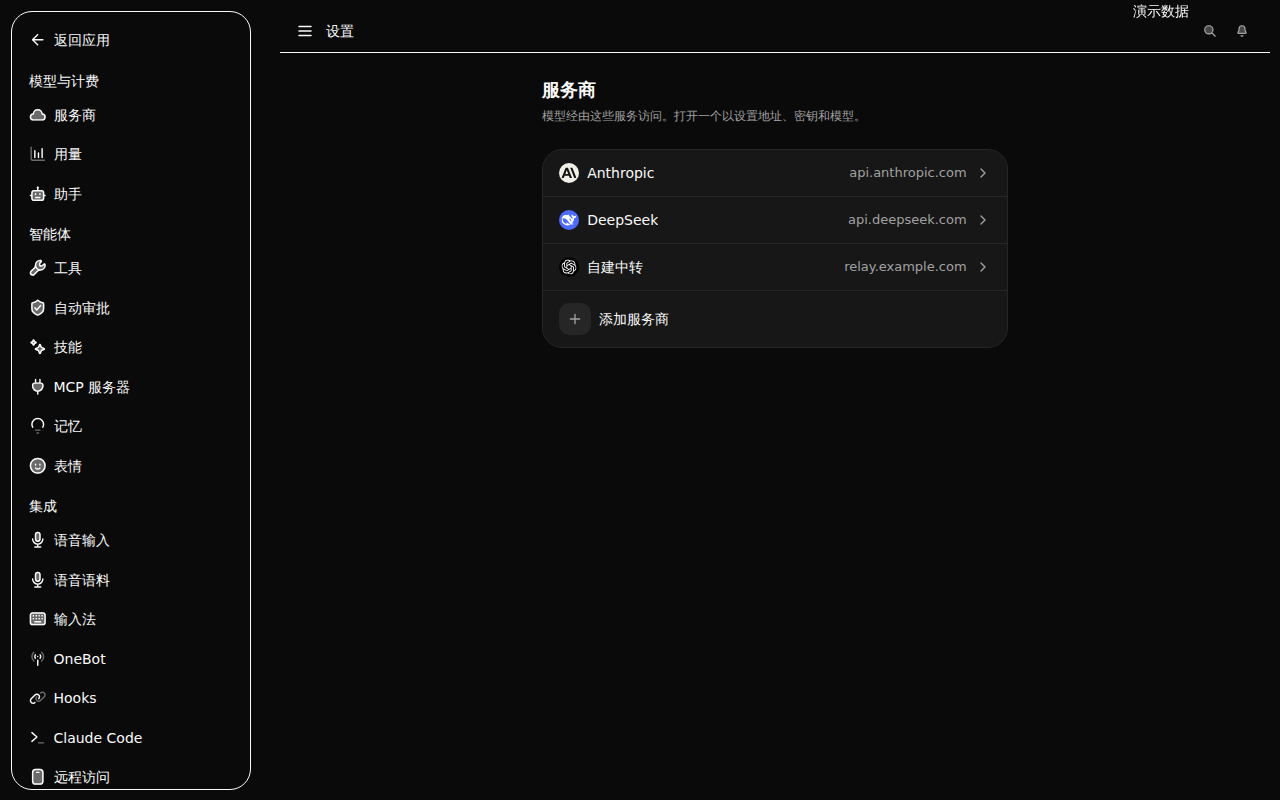 返回应用
模型与计费
服务商
用量
助手
智能体
工具
自动审批
技能
MCP 服务器
记忆
表情
集成
语音输入
语音语料
输入法
OneBot
Hooks
Claude Code
远程访问
设置
演示数据
服务商
模型经由这些服务访问。打开一个以设置地址、密钥和模型。
Anthropic api.anthropic.com
DeepSeek api.deepseek.com
自建中转 relay.example.com
添加服务商